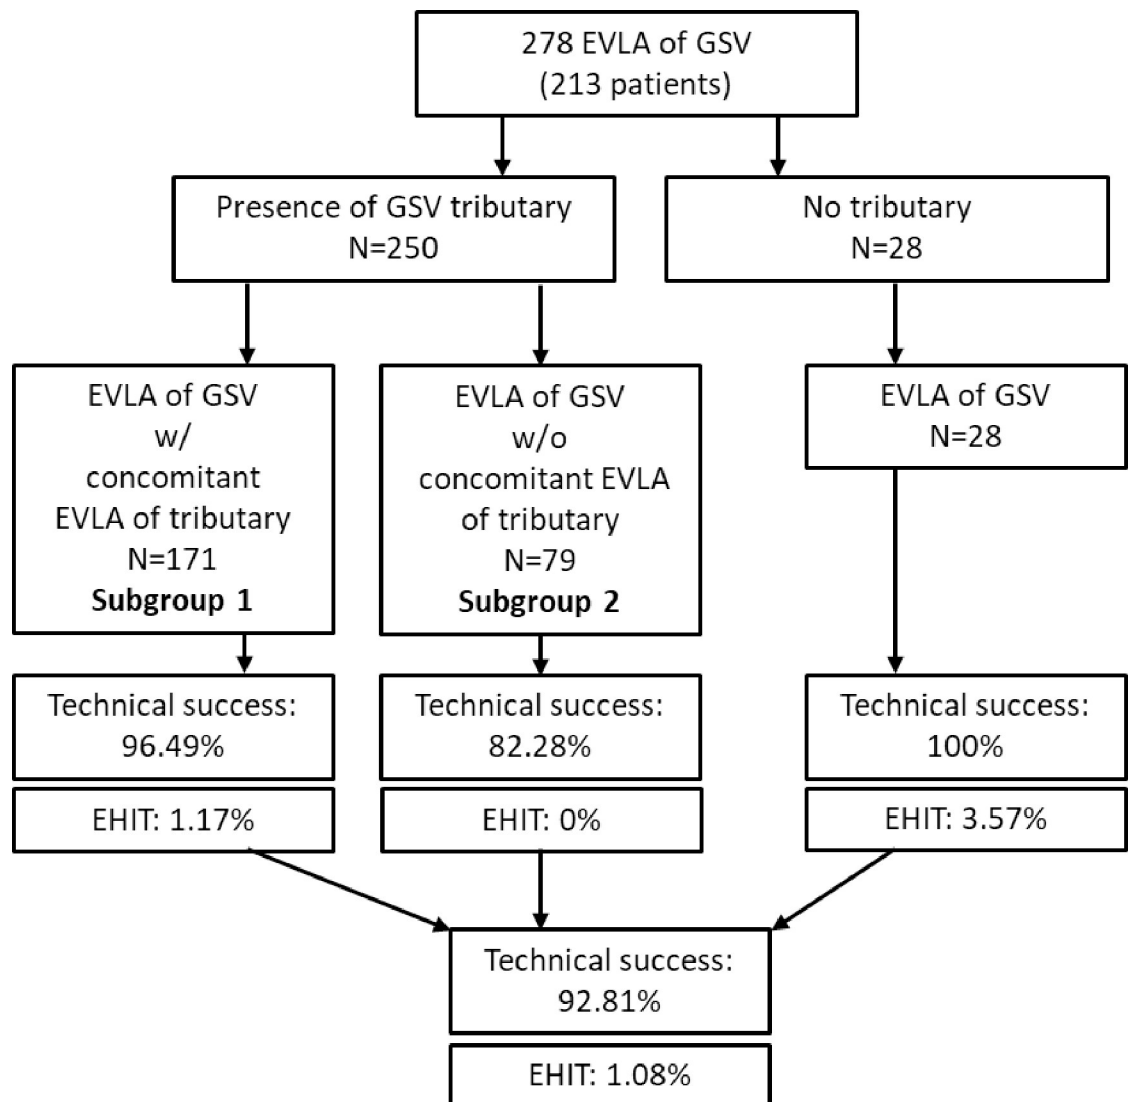 278 EVLA of GSV
(213 patients)
Presence of GSV tributary
N=250
No tributary
N=28
EVLA of GSV
w/
concomitant
EVLA of tributary
N=171
Subgroup 1
EVLA of GSV
w/o
concomitant EVLA
of tributary
N=79
Subgroup 2
EVLA of GSV
N=28
Technical success:
96.49%
Technical success:
82.28%
Technical success:
100%
EHIT: 1.17%
EHIT: 0%
EHIT: 3.57%
Technical success:
92.81%
EHIT: 1.08%